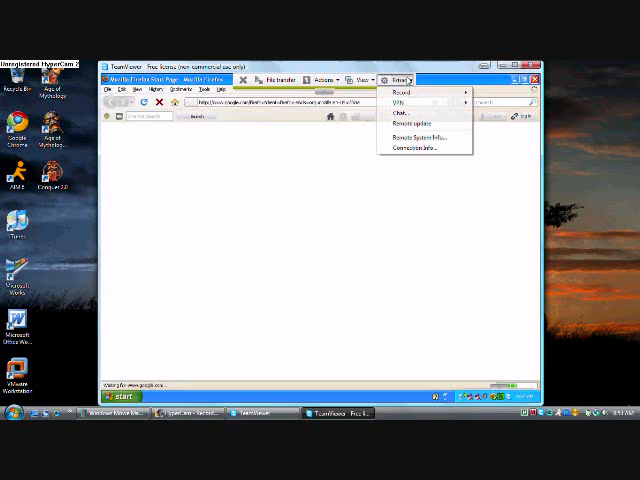 Unregistered HyperCam 2
TeamViewer - Free license (non-commercial use only)
Mozilla Firefox Start Page - Mozilla Firefox
File transfer
Actions
View
Extras
File Edit View History Bookmarks
Search
login
Record
VPN
Chat...
Remote update
Remote System Info...
Connection Info...
Recycle Bin
Age of Mythology
Google Chrome
Age of Mythology
AIM 6
Conquer 2.0
iTunes
Microsoft Works
Microsoft Office Wo...
VMware Workstation
Waiting for www.google.com...
start
Windows Movie Ma...
HyperCam - Record...
TeamViewer
TeamViewer - Free li...